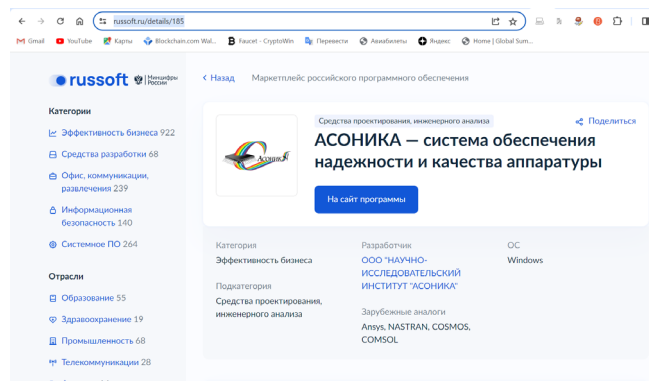 russoft.ru/details/185
Gmail YouTube Карты Blockchain.com Wal... Faucet - CryptoWin Перевести Авиабилеты Яндекс Home | Global Sum...
russoft Минцифры России
Категории
Эффективность бизнеса 922
Средства разработки 68
Офис, коммуникации,
развлечения 239
Информационная
безопасность 140
Системное ПО 264
Отрасли
Образование 55
Здравоохранение 19
Промышленность 68
Телекоммуникации 28
Назад Маркетплейс российского программного обеспечения
Асоника
Средства проектирования, инженерного анализа
Поделиться
АСОНИКА — система обеспечения
надежности и качества аппаратуры
На сайт программы
Категория
Эффективность бизнеса
Подкатегория
Средства проектирования,
инженерного анализа
Разработчик
ООО "НАУЧНО-
ИССЛЕДОВАТЕЛЬСКИЙ
ИНСТИТУТ "АСОНИКА"
Зарубежные аналоги
Ansys, NASTRAN, COSMOS,
COMSOL
ОС
Windows